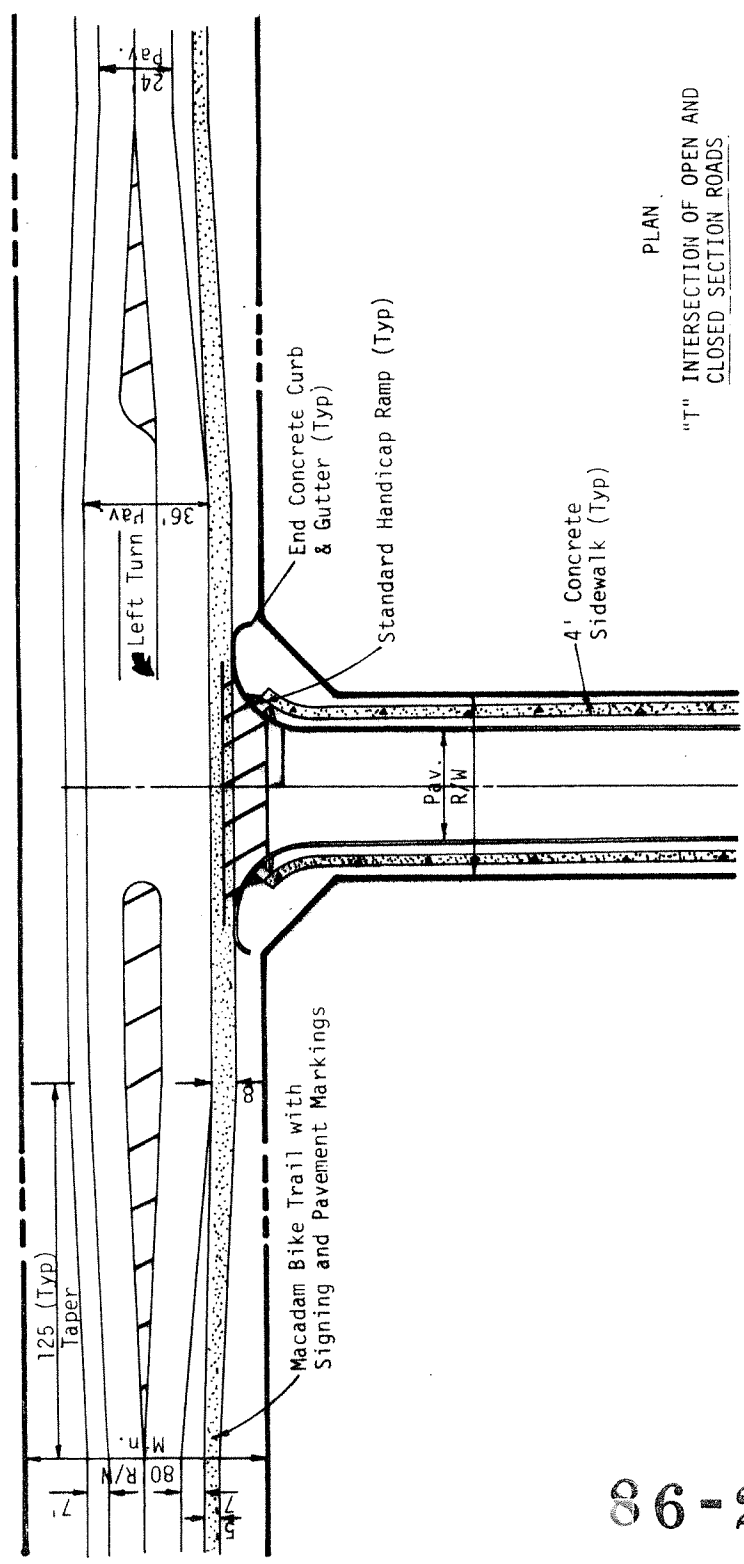 125 (Typ)
Taper
80 R/W
Min.
7'
7
5
8
Macadam Bike Trail with
Signing and Pavement Markings
Left Turn
36' Pav
24
Pav.
End Concrete Curb
& Gutter (Typ)
Standard Handicap Ramp (Typ)
Pav.
R/W
4' Concrete
Sidewalk (Typ)
PLAN
"T" INTERSECTION OF OPEN AND
CLOSED SECTION ROADS
86-